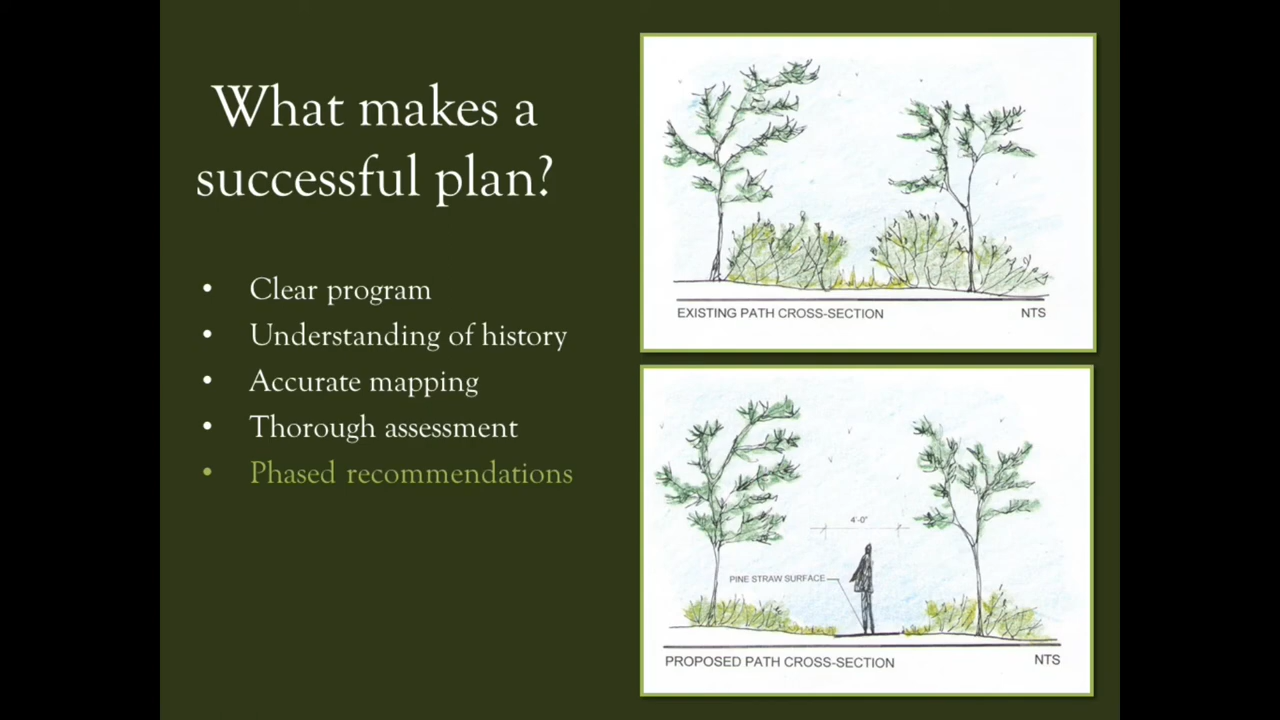 What makes a
successful plan?
• Clear program
• Understanding of history
• Accurate mapping
• Thorough assessment
• Phased recommendations
EXISTING PATH CROSS-SECTION NTS
4'-0"
PINE STRAW SURFACE
PROPOSED PATH CROSS-SECTION NTS